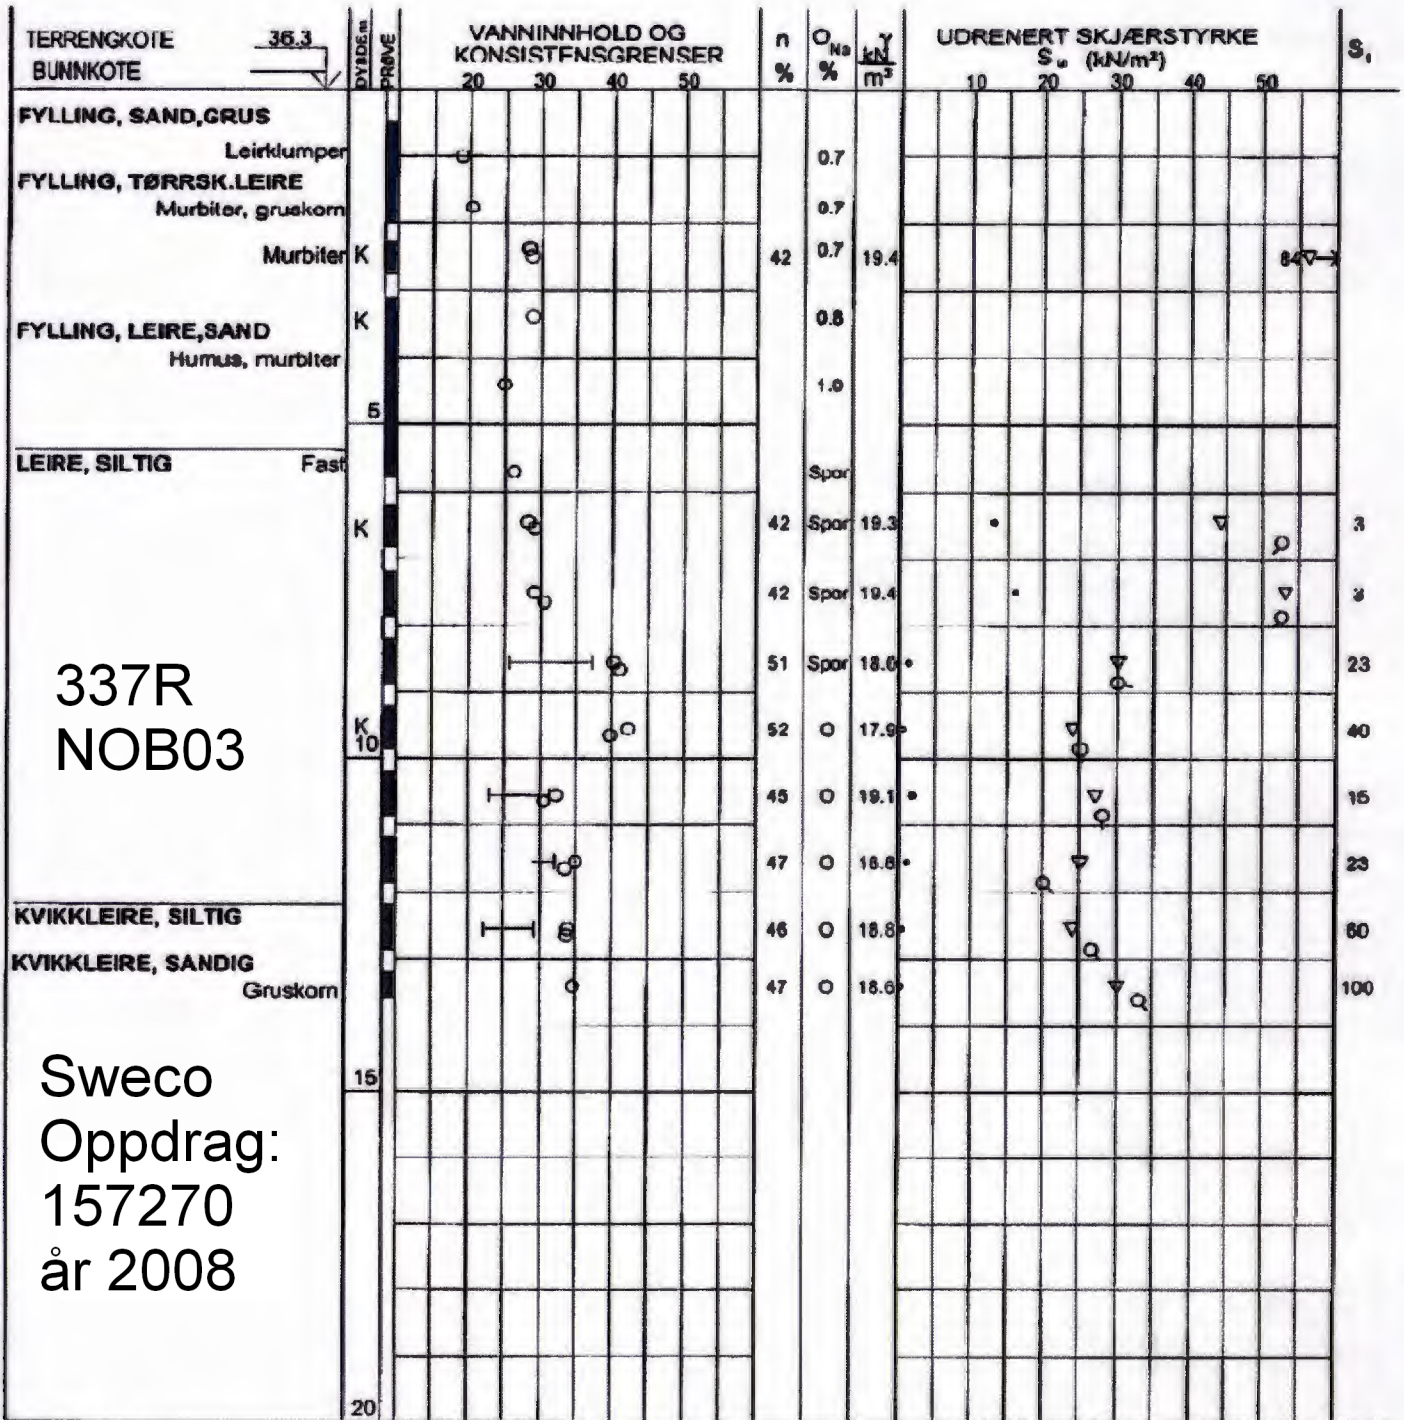 TERRENGKOTE 36.3
BUNNKOTE
DYBDE m
PRØVE
VANNINNHOLD OG
KONSISTENSGRENSER
20 30 40 50
n
%
O Na
%
γ
kN
m³
UDRENERT SKJÆRSTYRKE
S u (kN/m²)
10 20 30 40 50
S t
FYLLING, SAND,GRUS
Leirklumper 0.7
FYLLING, TØRRSK.LEIRE
Murbiter, gruskorn 0.7
Murbiter K 42 0.7 19.4 84
K 0.8
FYLLING, LEIRE,SAND
Humus, murbiter
1.0
5
LEIRE, SILTIG Fast Spor
K 42 Spor 19.3 3
42 Spor 19.4 3
51 Spor 18.0 23
K 52 O 17.9 40
10
45 O 19.1 15
47 O 18.8 23
337R
NOB03
KVIKKLEIRE, SILTIG
46 O 18.8 60
KVIKKLEIRE, SANDIG
Gruskorn 47 O 18.6 100
15
Sweco
Oppdrag:
157270
år 2008
20